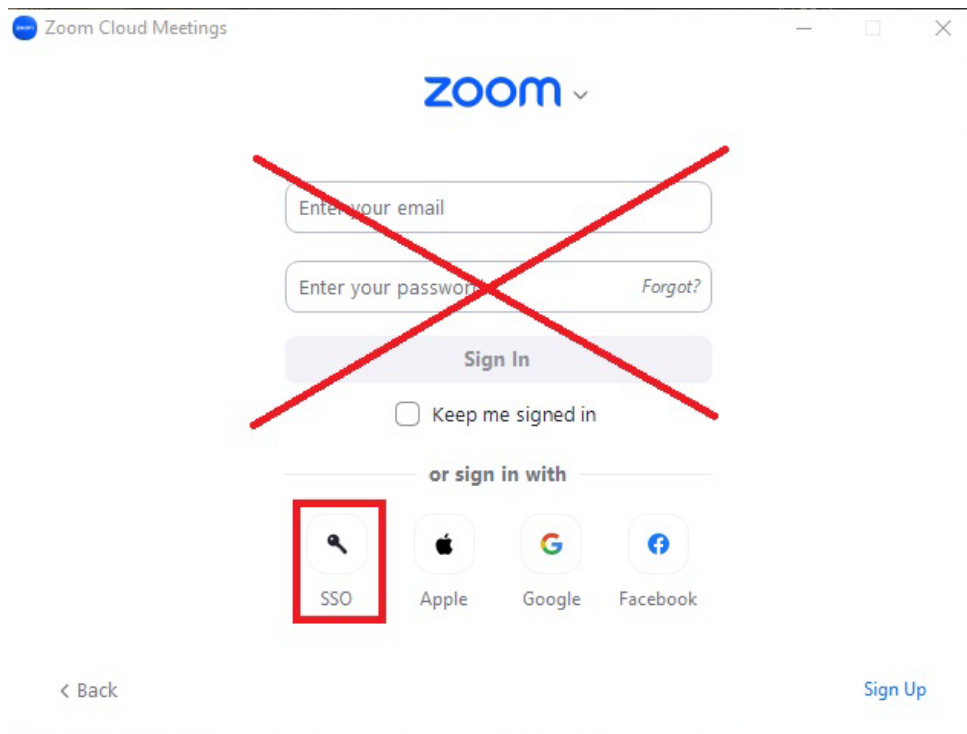 Zoom Cloud Meetings
zoom
Enter your email
Enter your password
Forgot?
Sign In
Keep me signed in
or sign in with
SSO
Apple
Google
Facebook
Back
Sign Up